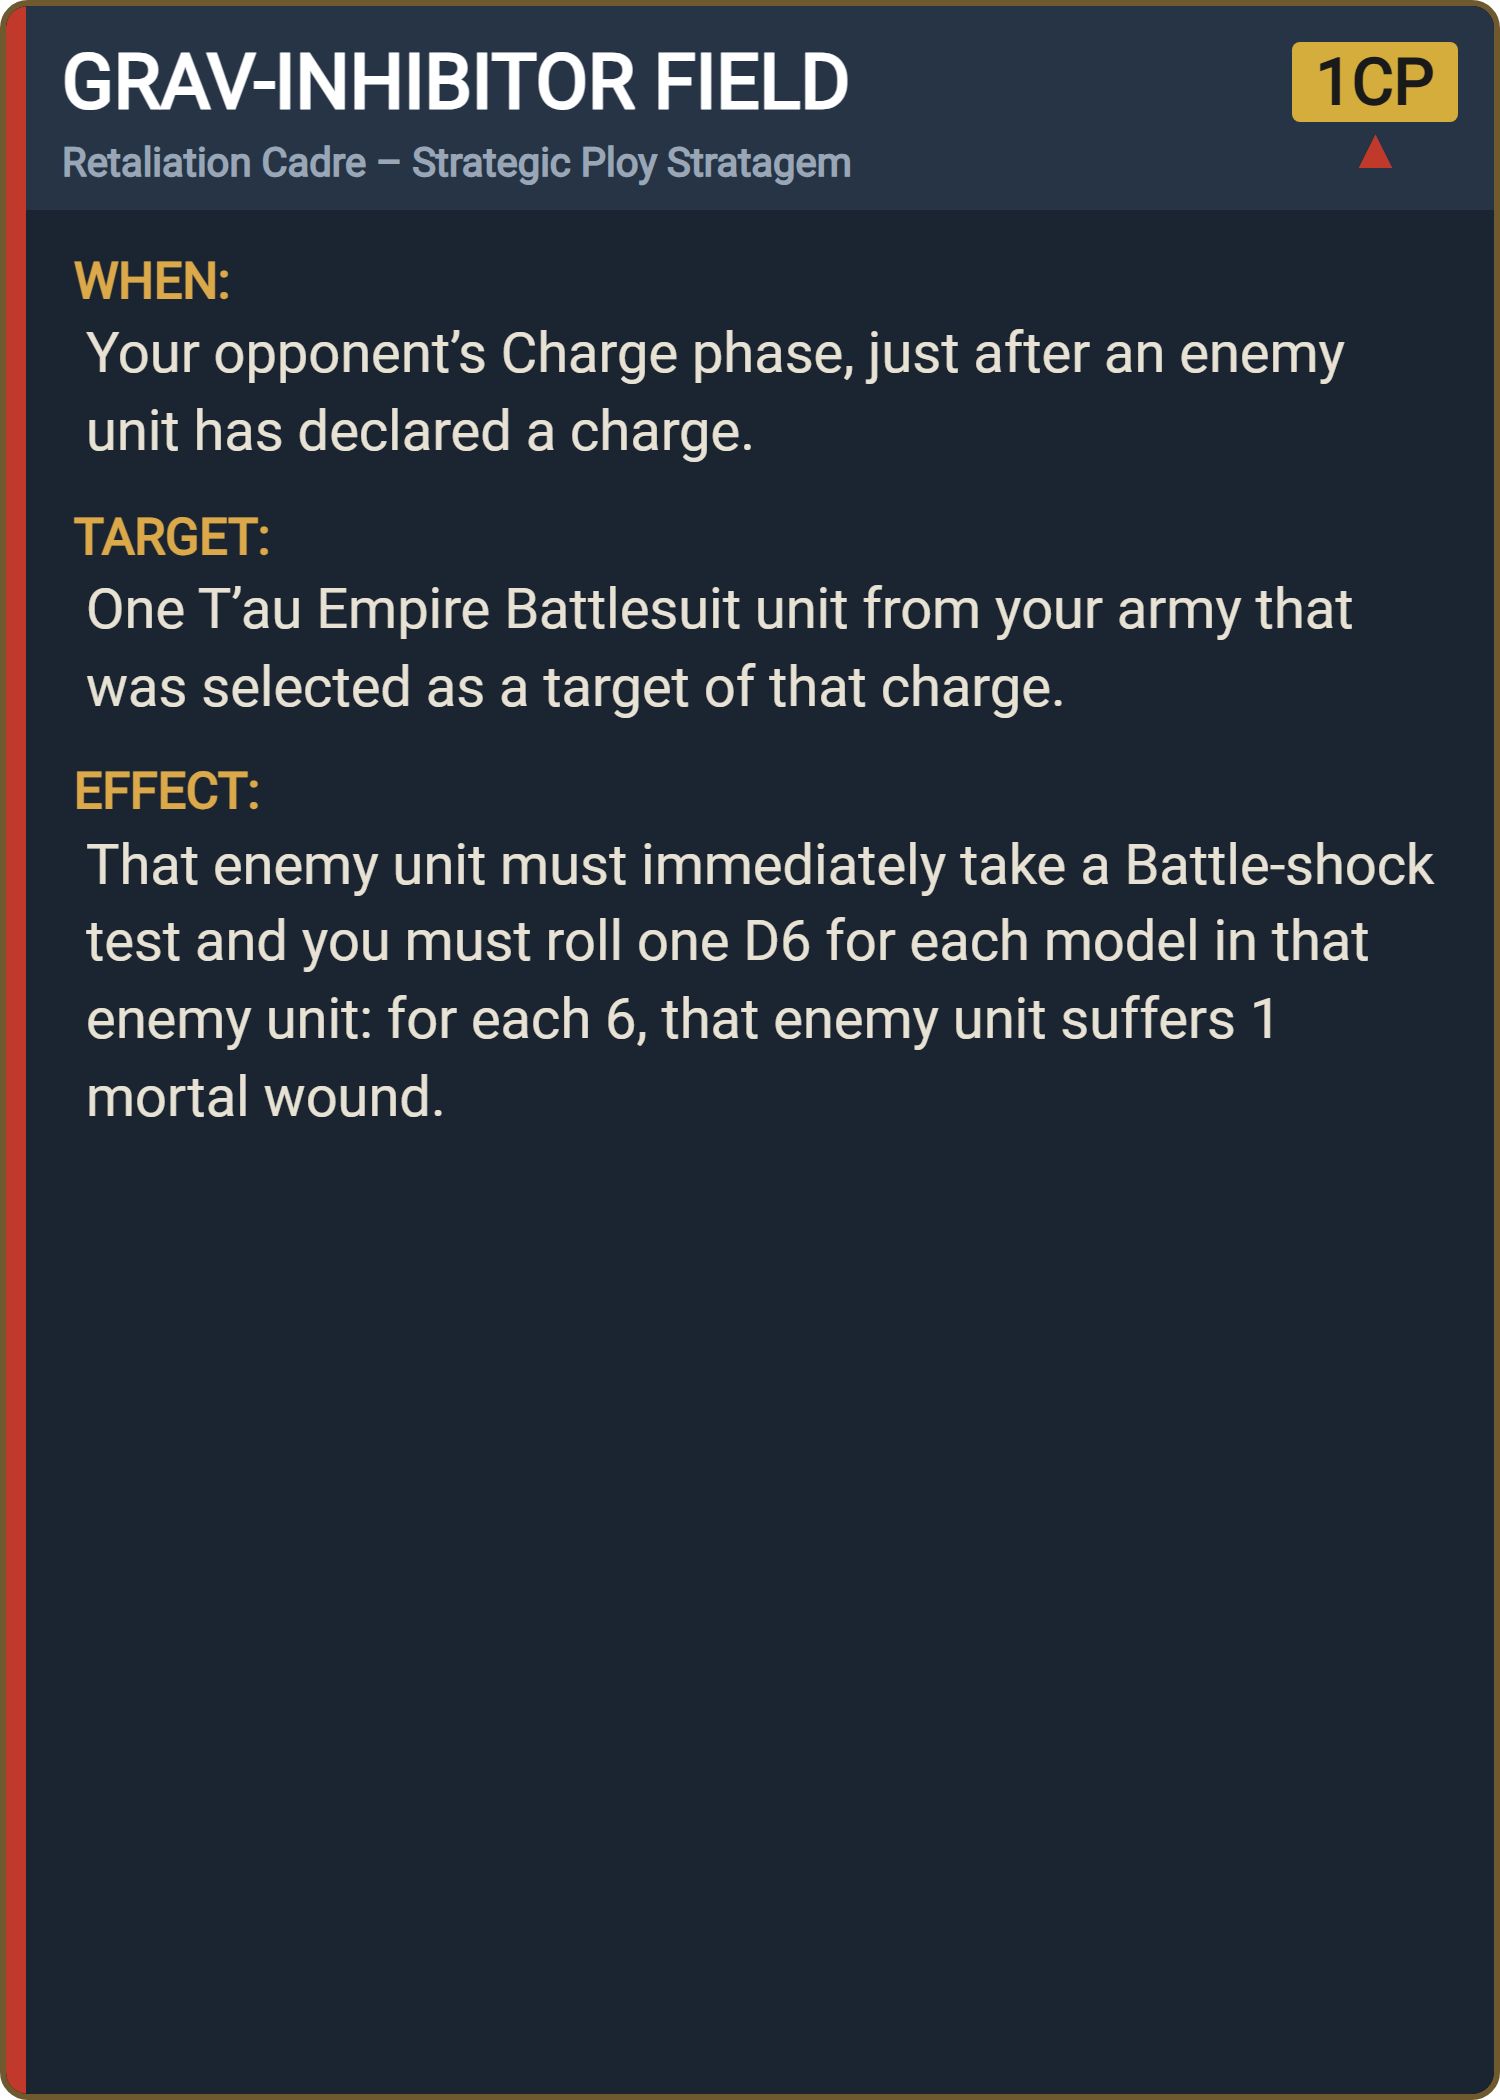 GRAV-INHIBITOR FIELD
1CP
Retaliation Cadre – Strategic Ploy Stratagem
WHEN:
Your opponent’s Charge phase, just after an enemy
unit has declared a charge.
TARGET:
One T’au Empire Battlesuit unit from your army that
was selected as a target of that charge.
EFFECT:
That enemy unit must immediately take a Battle-shock
test and you must roll one D6 for each model in that
enemy unit: for each 6, that enemy unit suffers 1
mortal wound.